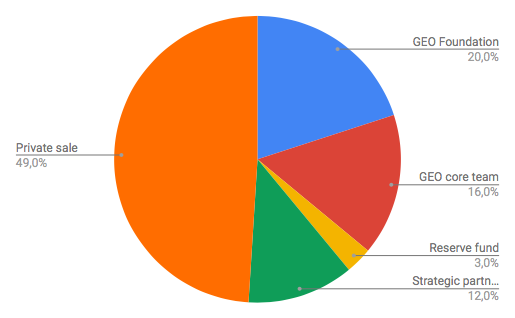 GEO Foundation
20,0%
Private sale
49,0%
GEO core team
16,0%
Reserve fund
3,0%
Strategic partn...
12,0%